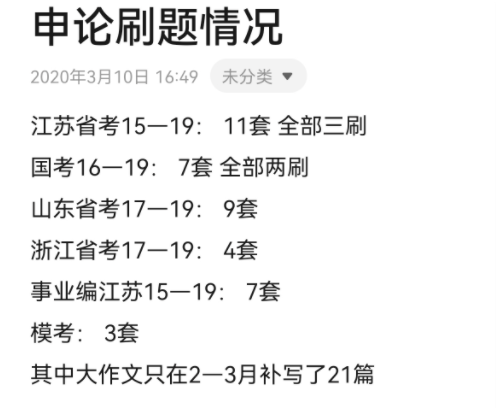 申论刷题情况
2020年3月10日 16:49 未分类
江苏省考15—19： 11套 全部三刷
国考16—19： 7套 全部两刷
山东省考17—19： 9套
浙江省考17—19： 4套
事业编江苏15—19： 7套
模考： 3套
其中大作文只在2—3月补写了21篇